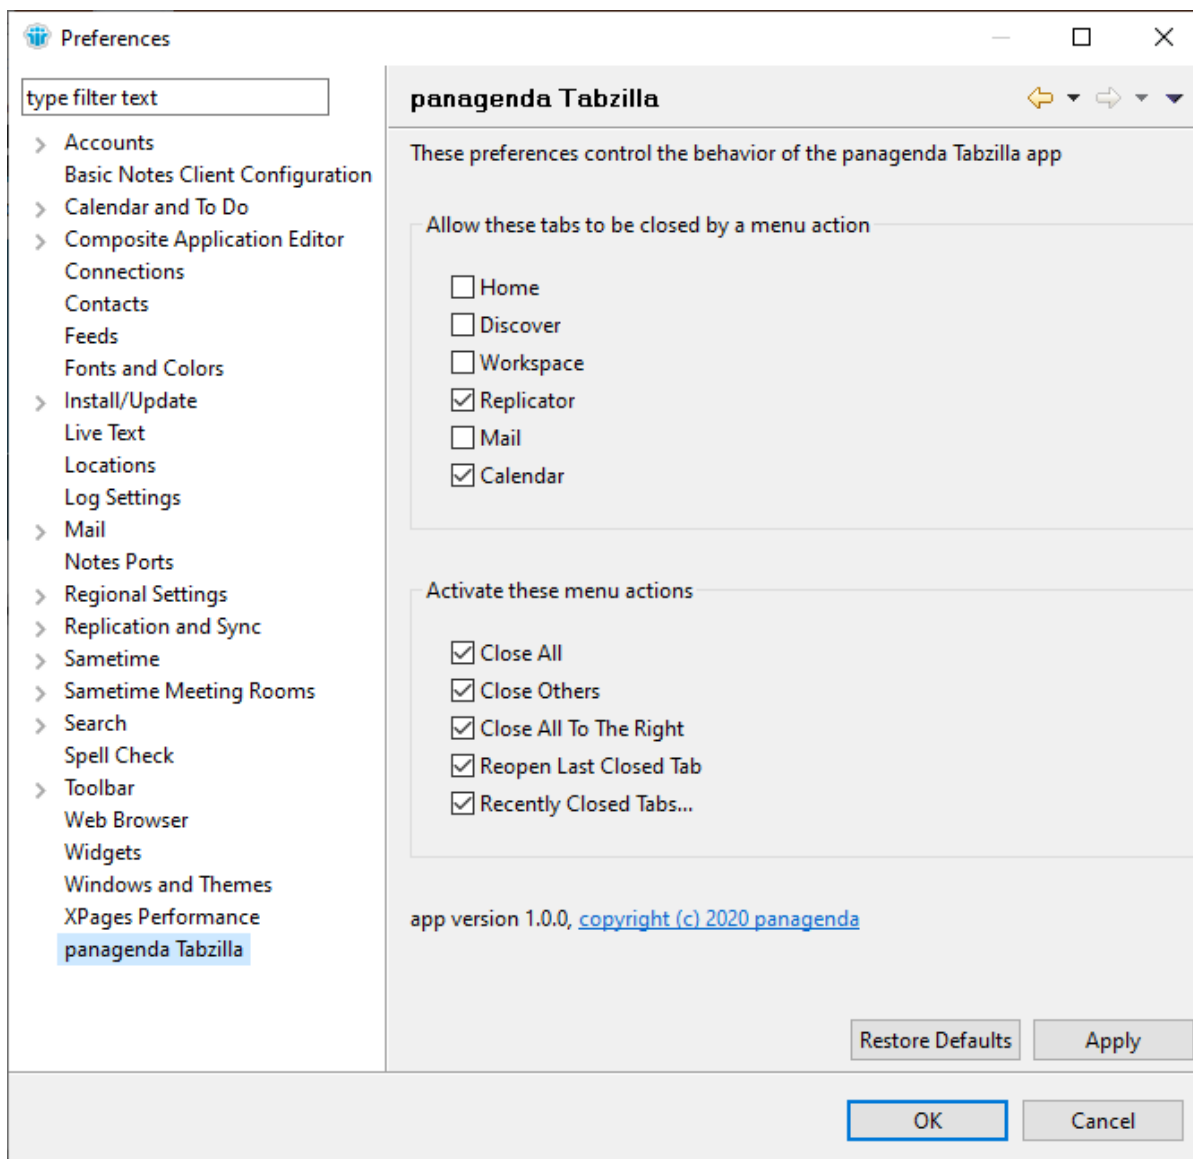 Preferences
type filter text
Accounts
Basic Notes Client Configuration
Calendar and To Do
Composite Application Editor
Connections
Contacts
Feeds
Fonts and Colors
Install/Update
Live Text
Locations
Log Settings
Mail
Notes Ports
Regional Settings
Replication and Sync
Sametime
Sametime Meeting Rooms
Search
Spell Check
Toolbar
Web Browser
Widgets
Windows and Themes
XPages Performance
panagenda Tabzilla
panagenda Tabzilla
These preferences control the behavior of the panagenda Tabzilla app
Allow these tabs to be closed by a menu action
Home
Discover
Workspace
Replicator
Mail
Calendar
Activate these menu actions
Close All
Close Others
Close All To The Right
Reopen Last Closed Tab
Recently Closed Tabs...
app version 1.0.0, copyright (c) 2020 panagenda
Restore Defaults
Apply
OK
Cancel